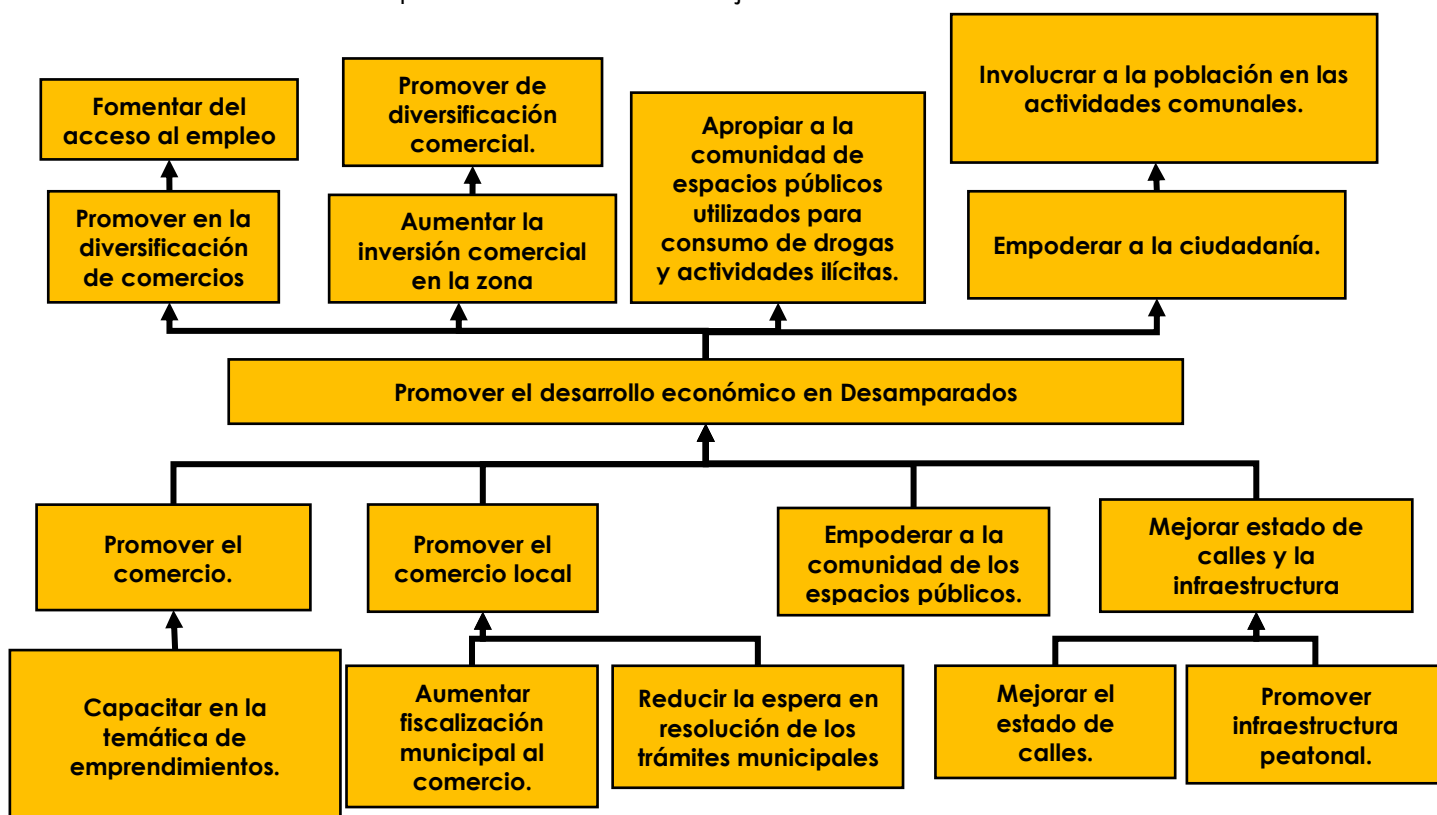 Fomentar del
acceso al empleo
Promover de
diversificación
comercial.
Apropiar a la
comunidad de
espacios públicos
utilizados para
consumo de drogas
y actividades ilícitas.
Involucrar a la población en las
actividades comunales.
Promover en la
diversificación
de comercios
Aumentar la
inversión comercial
en la zona
Empoderar a la ciudadanía.
Promover el desarrollo económico en Desamparados
Promover el
comercio.
Promover el
comercio local
Empoderar a la
comunidad de los
espacios públicos.
Mejorar estado de
calles y la
infraestructura
Capacitar en la
temática de
emprendimientos.
Aumentar
fiscalización
municipal al
comercio.
Reducir la espera en
resolución de los
trámites municipales
Mejorar el
estado de
calles.
Promover
infraestructura
peatonal.